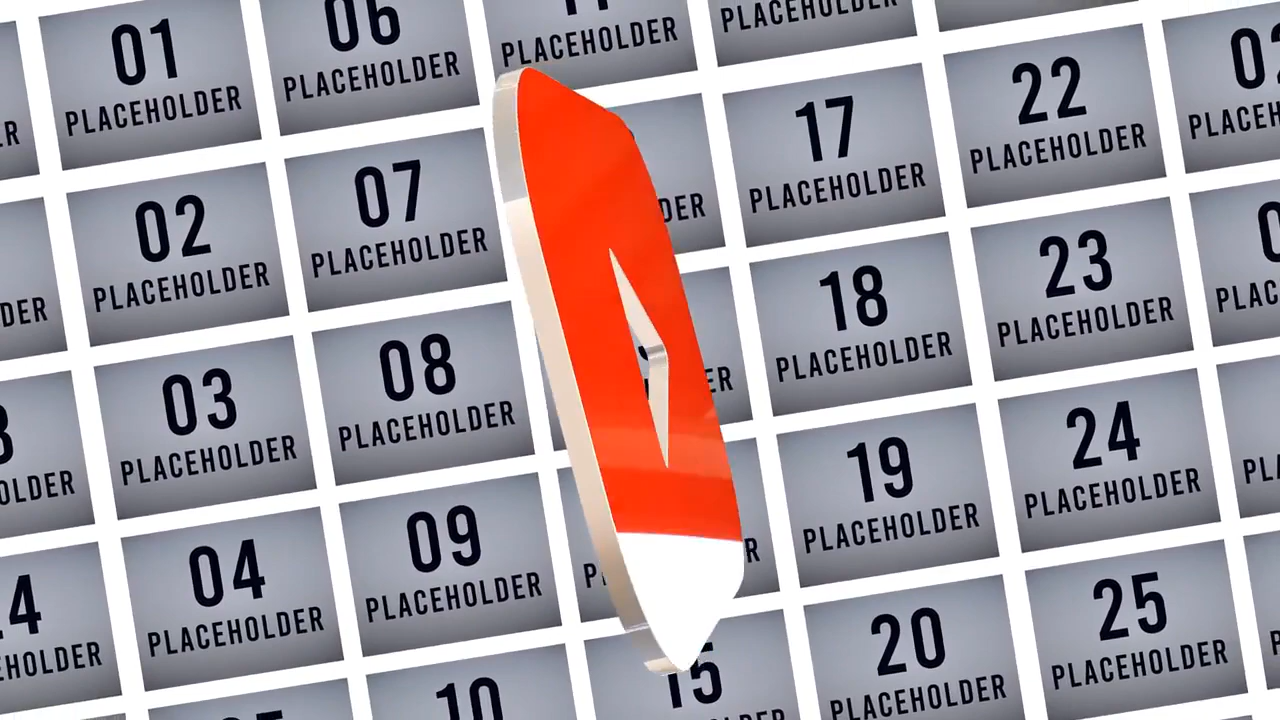 01
PLACEHOLDER
06
PLACEHOLDER
PLACEHOLDER
PLACEHOLDER
02
PLACEHOLDER
07
PLACEHOLDER
17
PLACEHOLDER
22
PLACEHOLDER
03
PLACEHOLDER
08
PLACEHOLDER
18
PLACEHOLDER
23
PLACEHOLDER
04
PLACEHOLDER
09
PLACEHOLDER
19
PLACEHOLDER
24
PLACEHOLDER
10
15
20
PLACEHOLDER
25
PLACEHOLDER